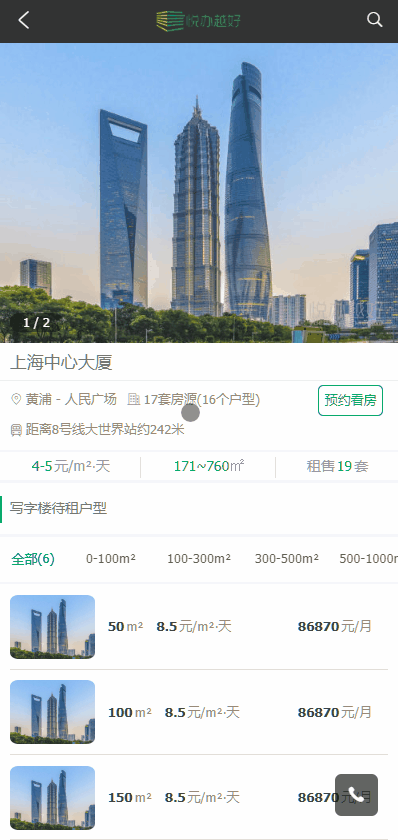 悦办越好
1 / 2
上海中心大厦
黄浦 - 人民广场 17套房源(16个户型) 预约看房
距离8号线大世界站约242米
4-5元/m²·天 171~760㎡ 租售19套
写字楼待租户型
全部(6) 0-100m² 100-300m² 300-500m² 500-1000m
50m² 8.5元/m²·天 86870元/月
100m² 8.5元/m²·天 86870元/月
150m² 8.5元/m²·天 86870元/月